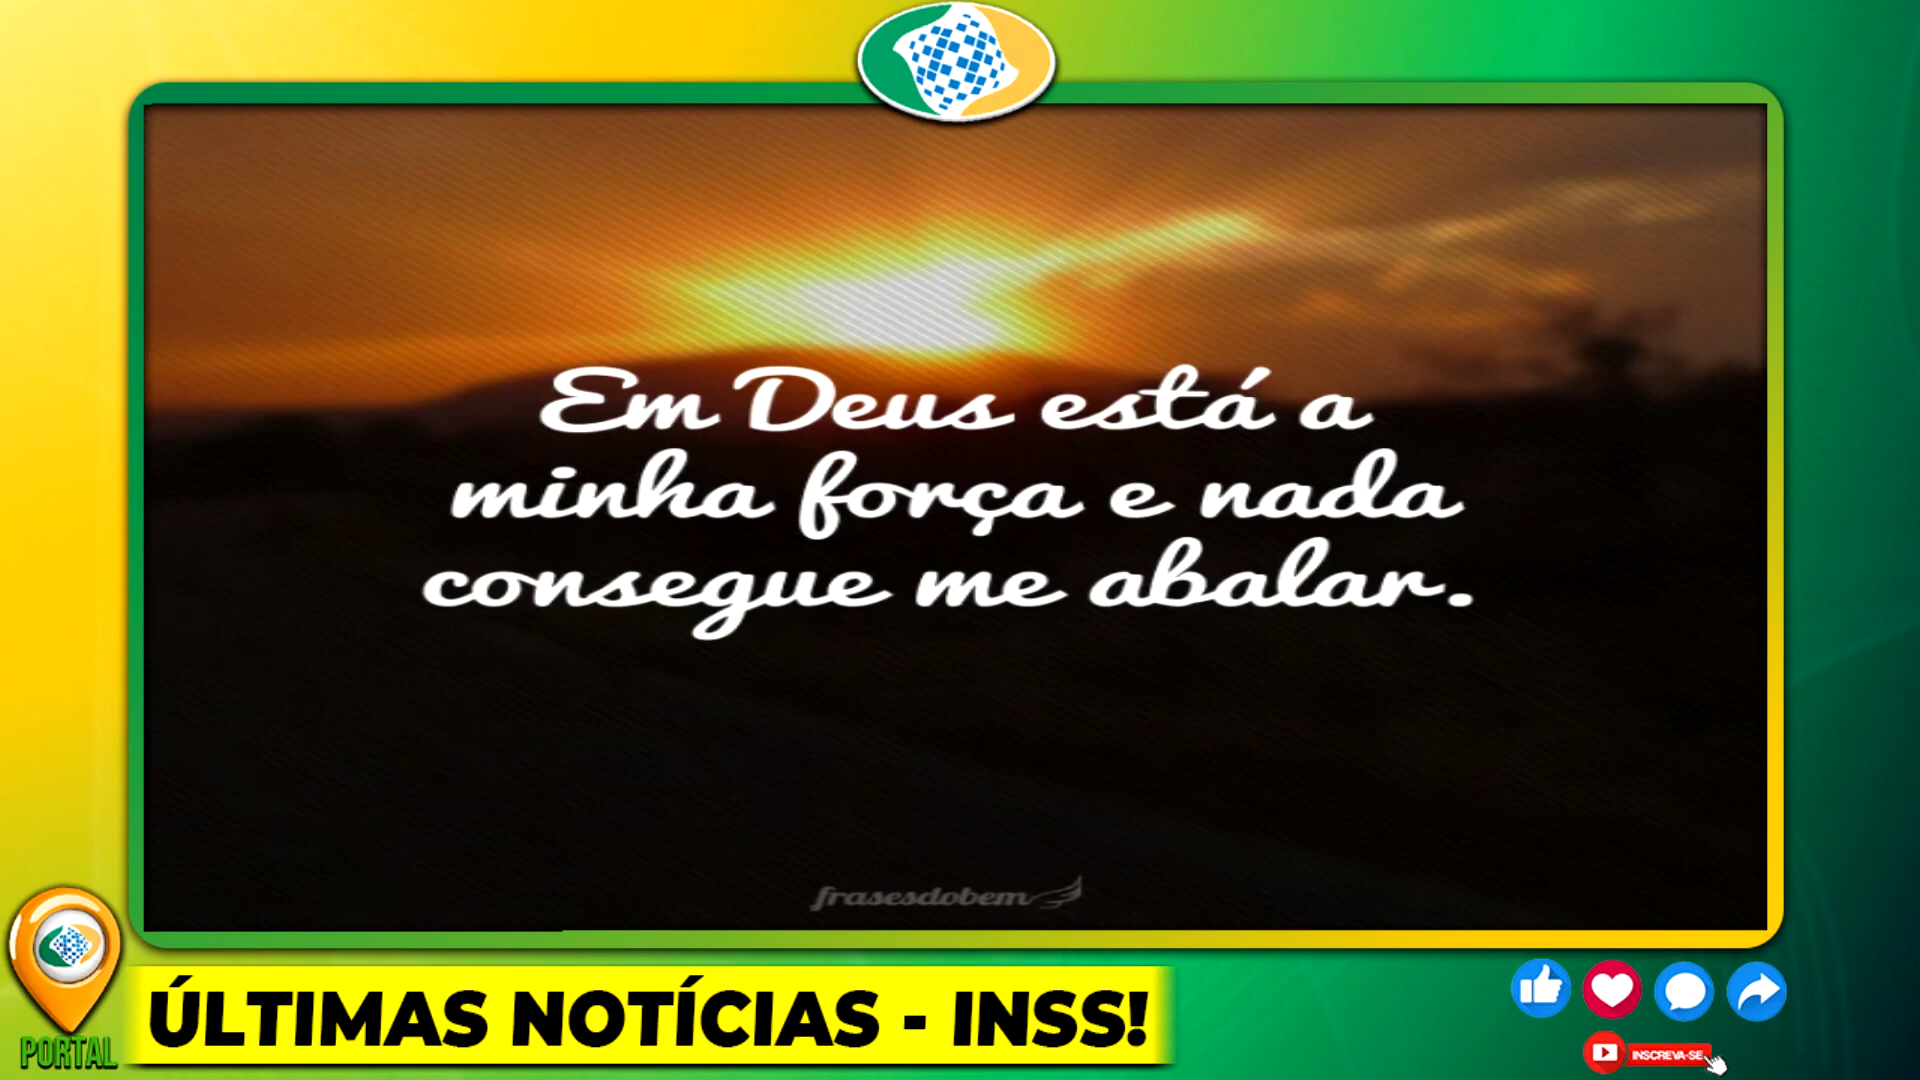 Em Deus está a
minha força e nada
consegue me abalar.
frasesdobem
PORTAL
ÚLTIMAS NOTÍCIAS - INSS!
INSCREVA-SE